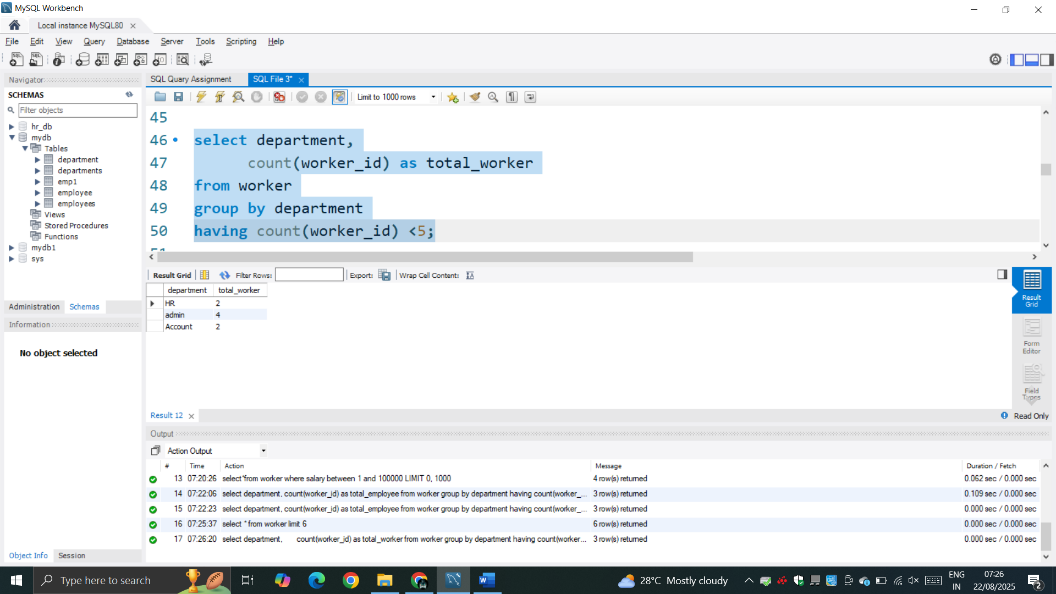 MySQL Workbench
Local instance MySQL80
File Edit View Query Database Server Tools Scripting Help
Navigator
SCHEMAS
Filter objects
hr_db
mydb
Tables
department
departments
emp1
employee
employees
Views
Stored Procedures
Functions
mydb1
sys
Administration Schemas
Information
No object selected
Object Info Session
SQL Query Assignment SQL File 3*
Limit to 1000 rows
45
46 select department,
47 count(worker_id) as total_worker
48 from worker
49 group by department
50 having count(worker_id) <5;
Result Grid Filter Rows: Export: Wrap Cell Content:
department total_worker
HR 2
admin 4
Account 2
Result Grid
Form Editor
Field Types
Result 12
Read Only
Output
Action Output
# Time Action Message Duration / Fetch
13 07:20:26 select*from worker where salary between 1 and 100000 LIMIT 0, 1000 4 row(s) returned 0.062 sec / 0.000 sec
14 07:22:06 select department, count(worker_id) as total_employee from worker group by department having count(worker_... 3 row(s) returned 0.109 sec / 0.000 sec
15 07:22:23 select department, count(worker_id) as total_employee from worker group by department having count(worker_... 3 row(s) returned 0.000 sec / 0.000 sec
16 07:25:37 select * from worker limit 6 6 row(s) returned 0.000 sec / 0.000 sec
17 07:26:20 select department, count(worker_id) as total_worker from worker group by department having count(worker... 3 row(s) returned 0.000 sec / 0.000 sec
Type here to search
28°C Mostly cloudy
ENG
IN
07:26
22/08/2025
2